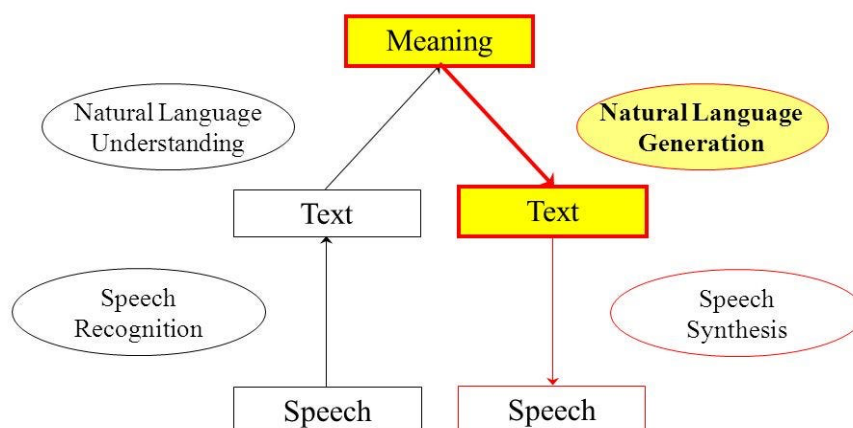 Meaning
Natural Language
Understanding
Natural Language
Generation
Text
Text
Speech
Recognition
Speech
Synthesis
Speech
Speech